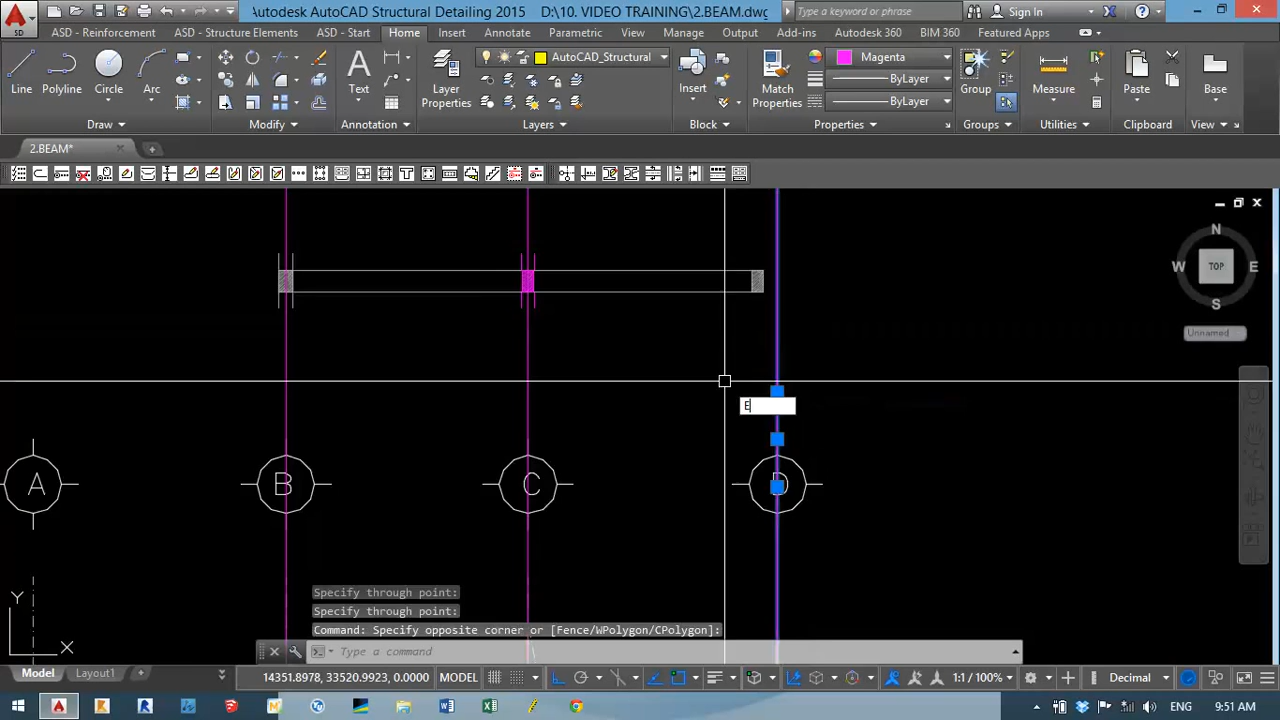 Autodesk AutoCAD Structural Detailing 2015 D:\10. VIDEO TRAINING\2.BEAM.dwg
Type a keyword or phrase
Sign In
SD
ASD - Reinforcement ASD - Structure Elements ASD - Start Home Insert Annotate Parametric View Manage Output Add-ins Autodesk 360 BIM 360 Featured Apps
Line Polyline Circle Arc
Text
Layer
Properties
AutoCAD_Structural
Insert
Match
Properties
Magenta
ByLayer
ByLayer
Group
Measure
Paste
Base
Draw Modify Annotation Layers Block Properties Groups Utilities Clipboard View
2.BEAM*
N
W TOP E
S
Unnamed
E
A B C D
Y
X
Specify through point:
Specify through point:
Command: Specify opposite corner or [Fence/WPolygon/CPolygon]:
Type a command
Model Layout1
14351.8978, 33520.9923, 0.0000 MODEL
1:1 / 100%
Decimal
9:51 AM